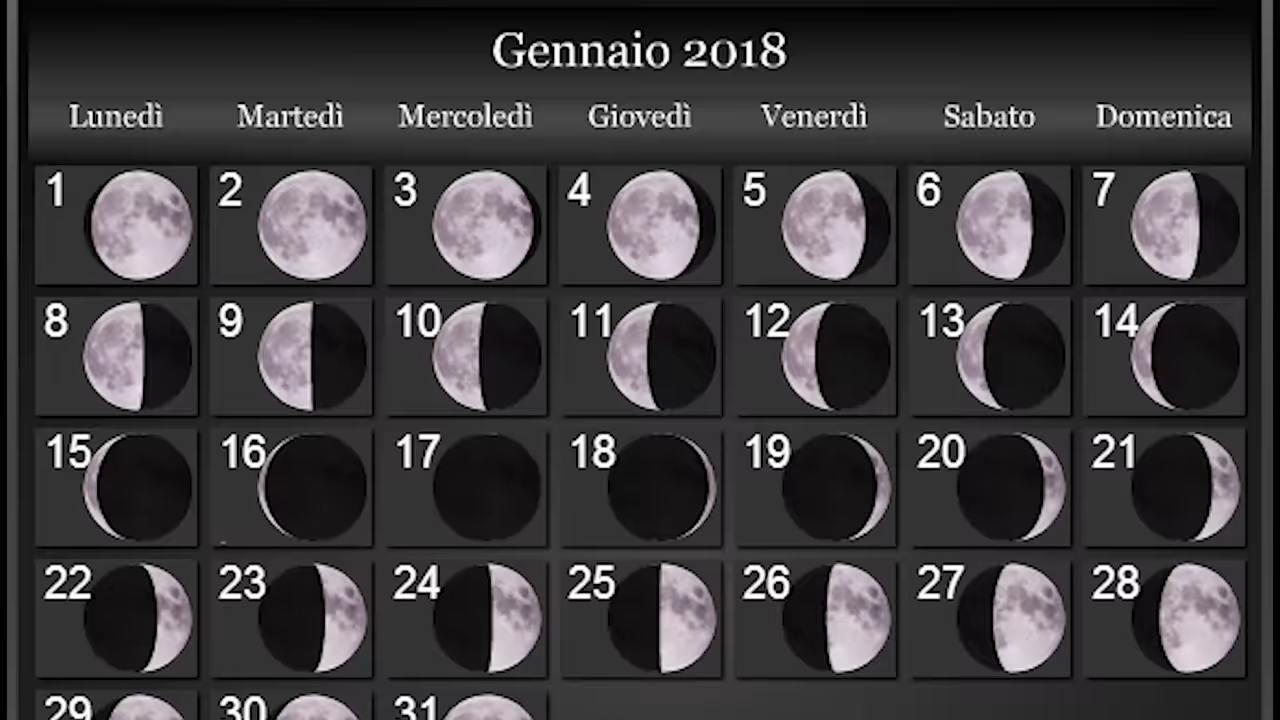 Gennaio 2018
Lunedì Martedì Mercoledì Giovedì Venerdì Sabato Domenica
1 2 3 4 5 6 7
8 9 10 11 12 13 14
15 16 17 18 19 20 21
22 23 24 25 26 27 28
29 30 31